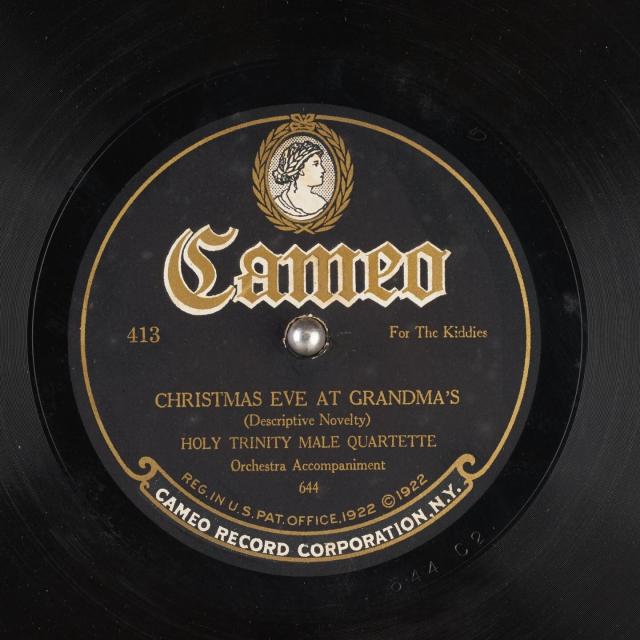 Cameo
413
For The Kiddies
CHRISTMAS EVE AT GRANDMA'S
(Descriptive Novelty)
HOLY TRINITY MALE QUARTETTE
Orchestra Accompaniment
644
REG. IN U.S. PAT. OFFICE, 1922 © 1922
CAMEO RECORD CORPORATION, N.Y.
644 C2